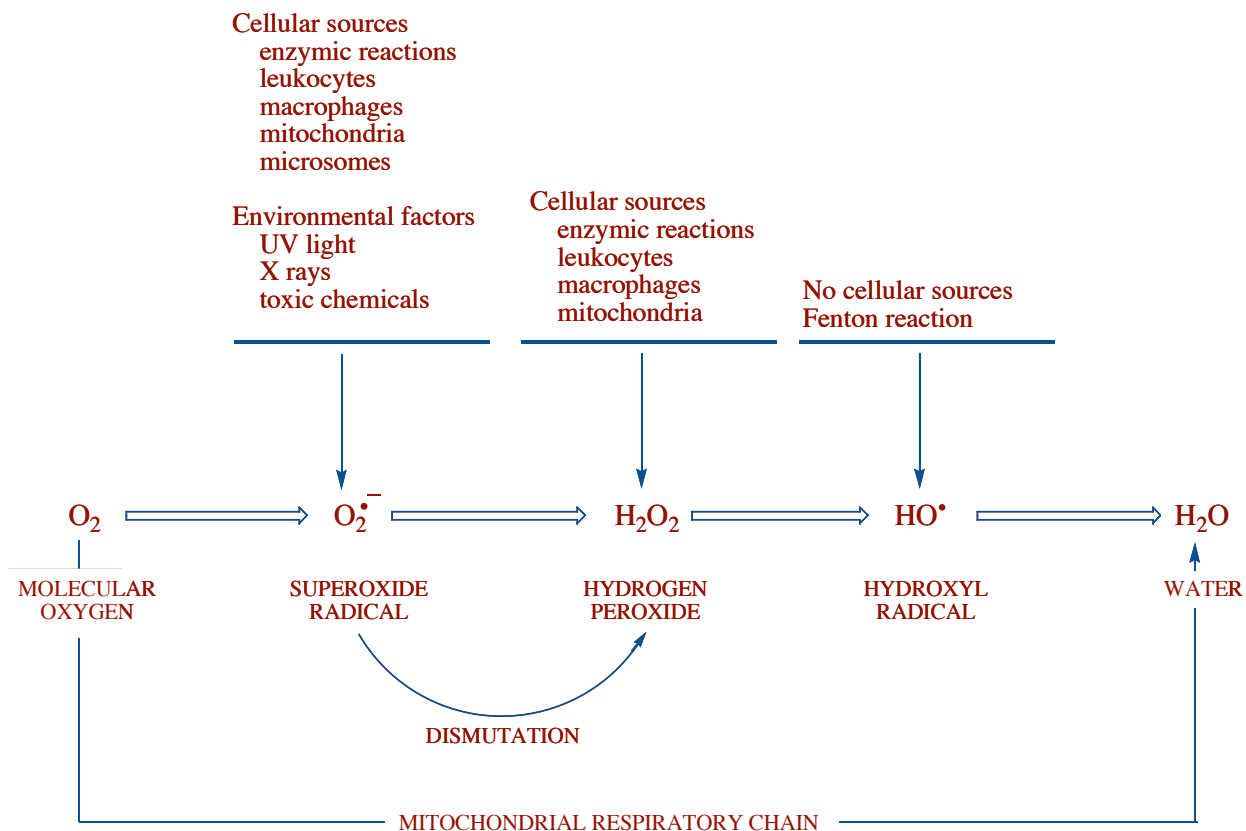 Cellular sources
enzymic reactions
leukocytes
macrophages
mitochondria
microsomes
Environmental factors
UV light
X rays
toxic chemicals
Cellular sources
enzymic reactions
leukocytes
macrophages
mitochondria
No cellular sources
Fenton reaction
O₂
O₂•⁻
H₂O₂
HO•
H₂O
MOLECULAR
OXYGEN
SUPEROXIDE
RADICAL
HYDROGEN
PEROXIDE
HYDROXYL
RADICAL
WATER
DISMUTATION
MITOCHONDRIAL RESPIRATORY CHAIN